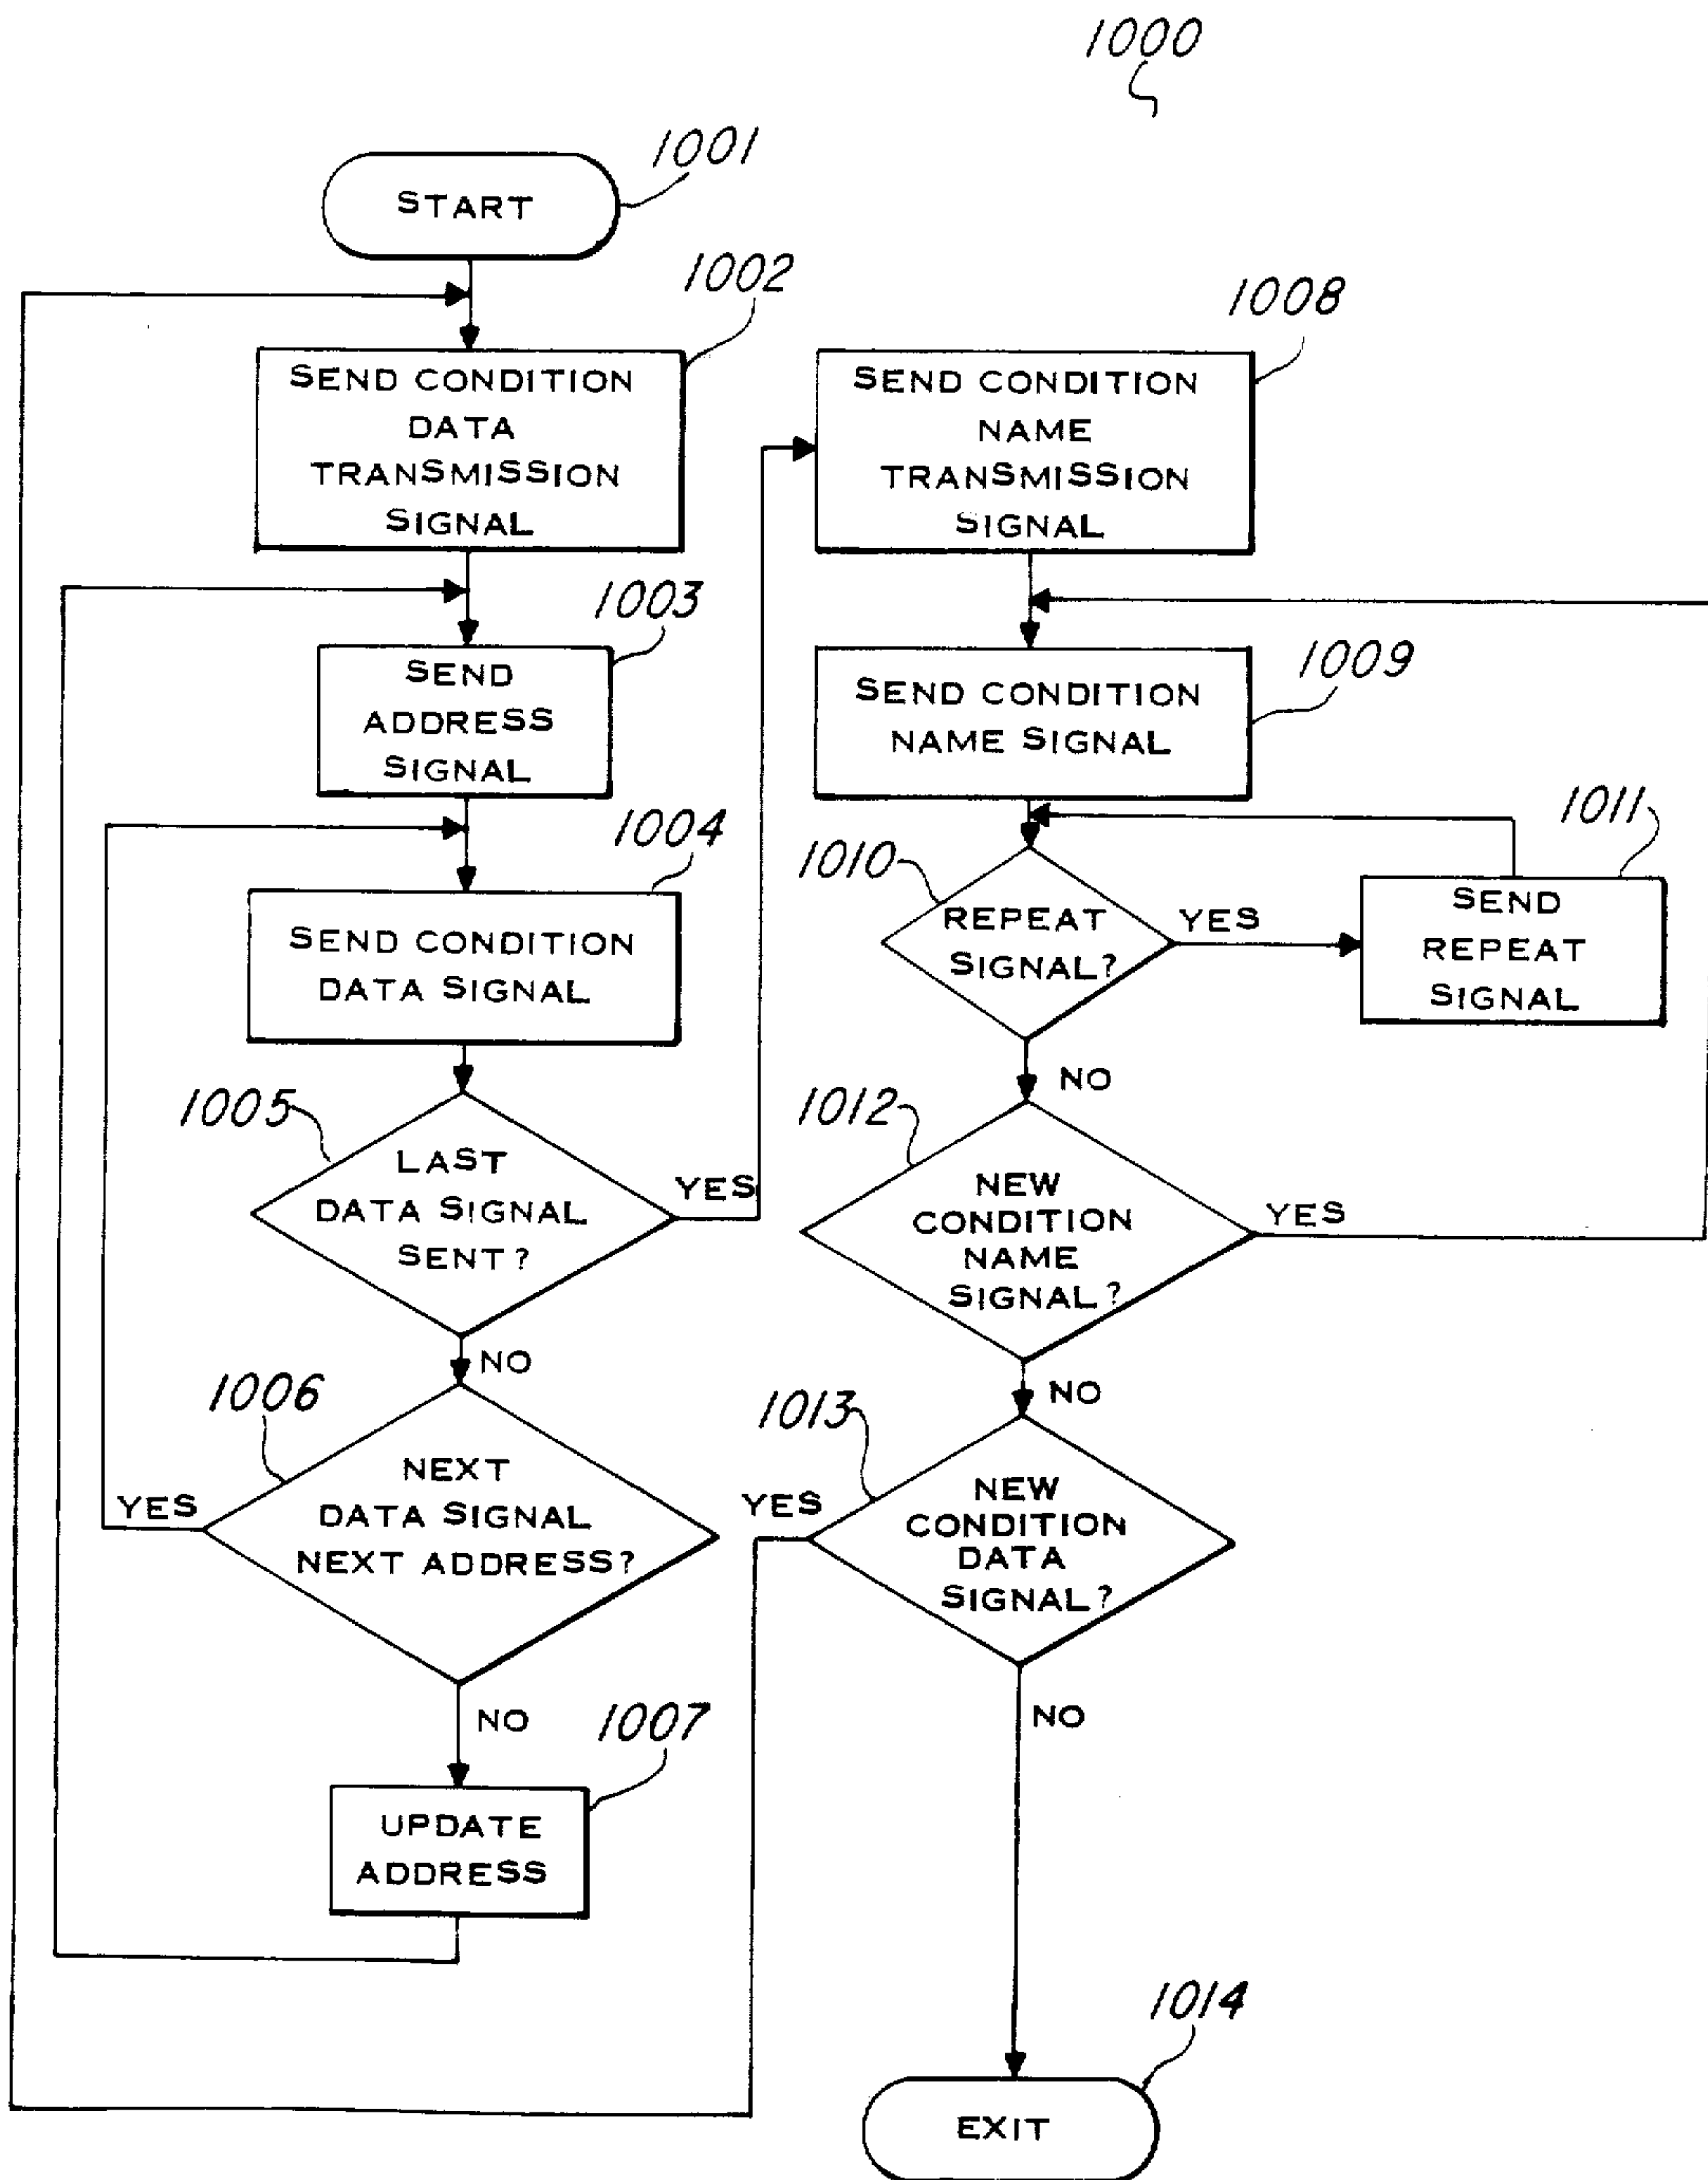 1000
1001
START
1002
SEND CONDITION
DATA
TRANSMISSION
SIGNAL
1003
SEND
ADDRESS
SIGNAL
1004
SEND CONDITION
DATA SIGNAL
1005
LAST
DATA SIGNAL
SENT?
YES
NO
1006
NEXT
DATA SIGNAL
NEXT ADDRESS?
YES
NO
1007
UPDATE
ADDRESS
1008
SEND CONDITION
NAME
TRANSMISSION
SIGNAL
1009
SEND CONDITION
NAME SIGNAL
1010
REPEAT
SIGNAL?
YES
1011
SEND
REPEAT
SIGNAL
NO
1012
NEW
CONDITION
NAME
SIGNAL?
YES
NO
1013
NEW
CONDITION
DATA
SIGNAL?
YES
NO
1014
EXIT